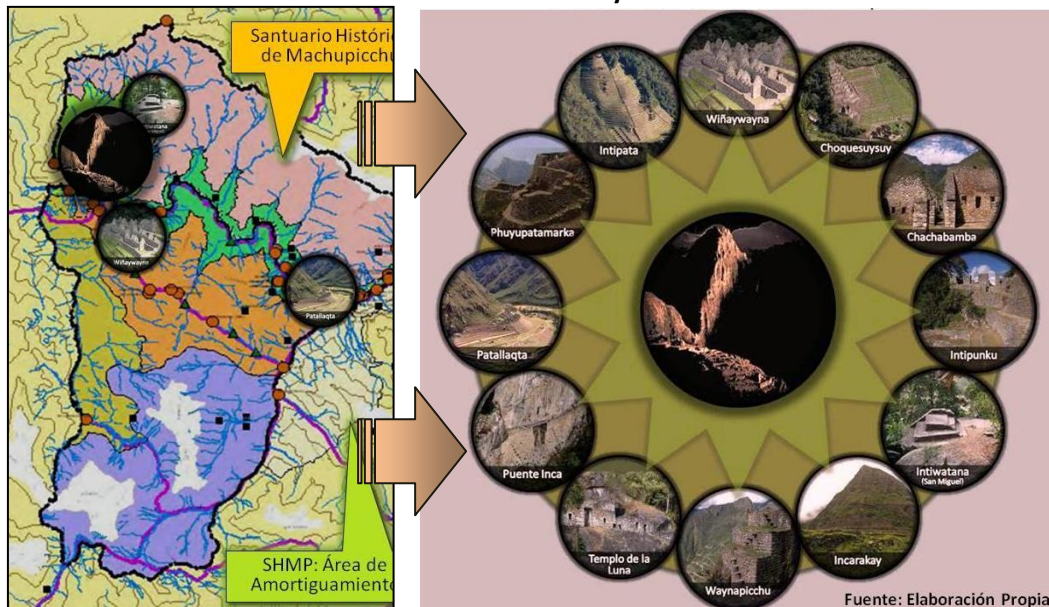 Santuario Históric
de Machupicchu
Wiñaywayna
Patallaqta
SHMP: Área de
Amortiguamiento
Wiñaywayna
Choquesuysuy
Chachabamba
Intipunku
Intiwatana
(San Miguel)
Incarakay
Waynapicchu
Templo de la
Luna
Puente Inca
Patallaqta
Phuyupatamarka
Intipata
Fuente: Elaboración Propia